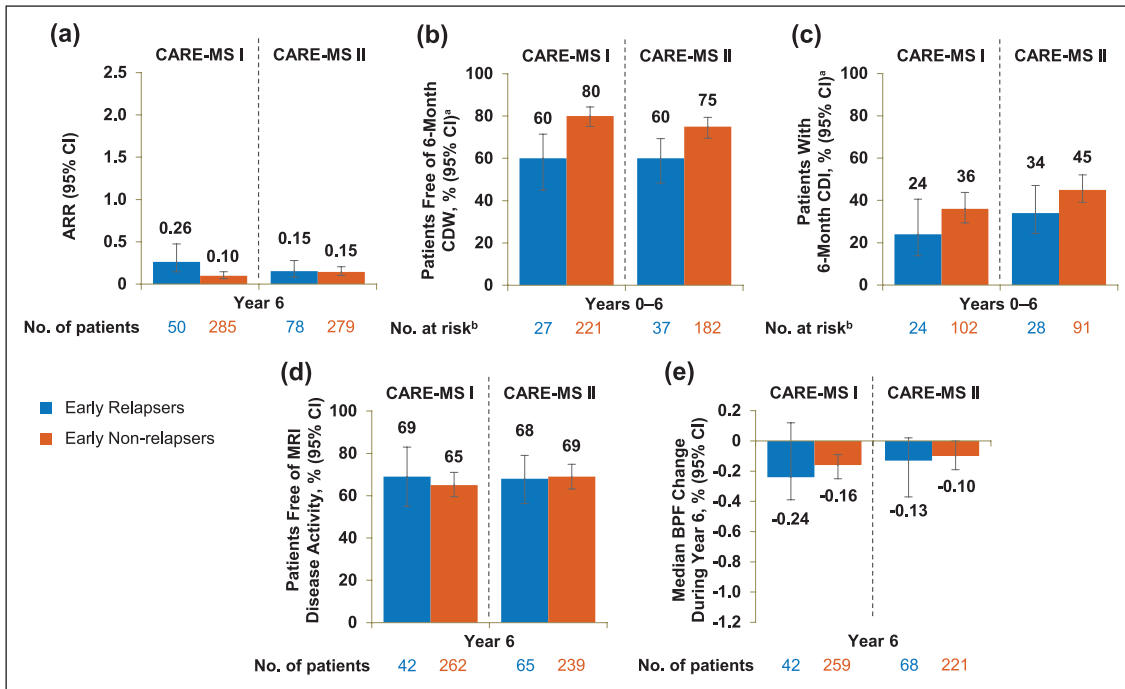 (a)
CARE-MS I CARE-MS II
ARR (95% CI)
2.5
2.0
1.5
1.0
0.5
0
0.26
0.10
0.15
0.15
Year 6
No. of patients 50 285 78 279
(b)
CARE-MS I CARE-MS II
Patients Free of 6-Month
CDW, % (95% CI)ᵃ
100
80
60
40
20
0
60
80
60
75
Years 0–6
No. at riskᵇ 27 221 37 182
(c)
CARE-MS I CARE-MS II
Patients With
6-Month CDI, % (95% CI)ᵃ
100
80
60
40
20
0
24
36
34
45
Years 0–6
No. at riskᵇ 24 102 28 91
Early Relapsers
Early Non-relapsers
(d)
CARE-MS I CARE-MS II
Patients Free of MRI
Disease Activity, % (95% CI)
100
80
60
40
20
0
69
65
68
69
Year 6
No. of patients 42 262 65 239
(e)
CARE-MS I CARE-MS II
Median BPF Change
During Year 6, % (95% CI)
0.2
0
-0.2
-0.4
-0.6
-0.8
-1.0
-1.2
-0.24
-0.16
-0.13
-0.10
Year 6
No. of patients 42 259 68 221